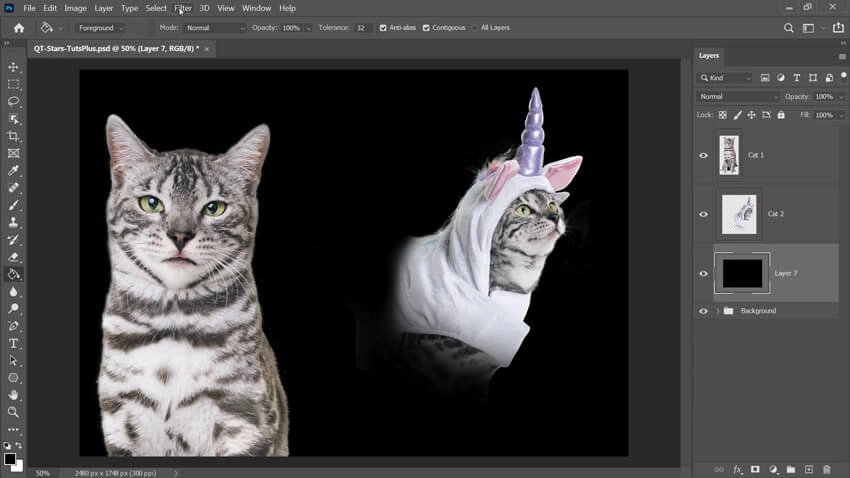 Ps File Edit Image Layer Type Select Filter 3D View Window Help
Foreground Mode: Normal Opacity: 100% Tolerance: 32 Anti-alias Contiguous All Layers
QT-Stars-TutsPlus.psd @ 50% (Layer 7, RGB/8) * ×
Layers
Kind
Normal Opacity: 100%
Lock: Fill: 100%
Cat 1
Cat 2
Layer 7
Background
50% 2480 px x 1748 px (300 ppi)
fx